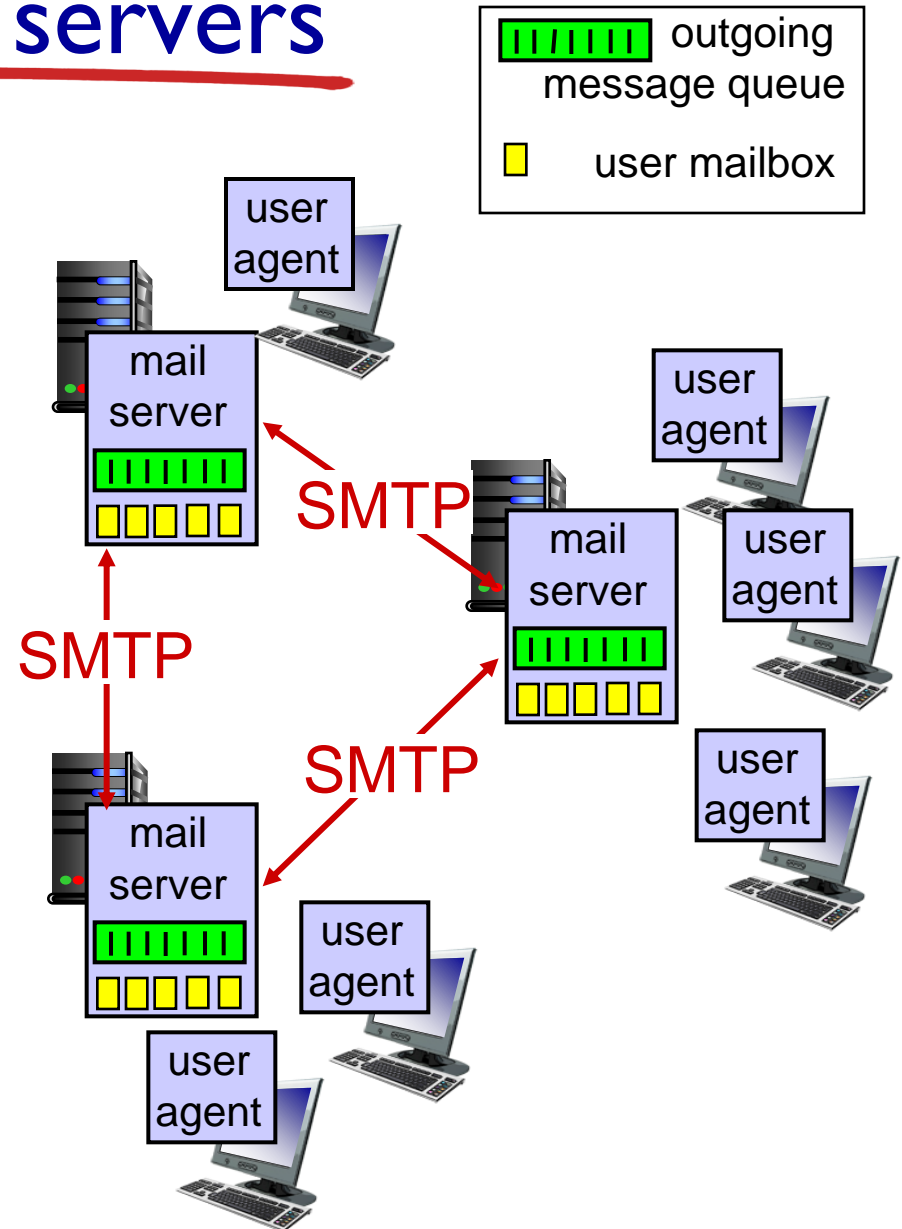 servers
outgoing
message queue
user mailbox
user
agent
mail
server
user
agent
SMTP
mail
server
user
agent
SMTP
SMTP
user
agent
mail
server
user
agent
user
agent